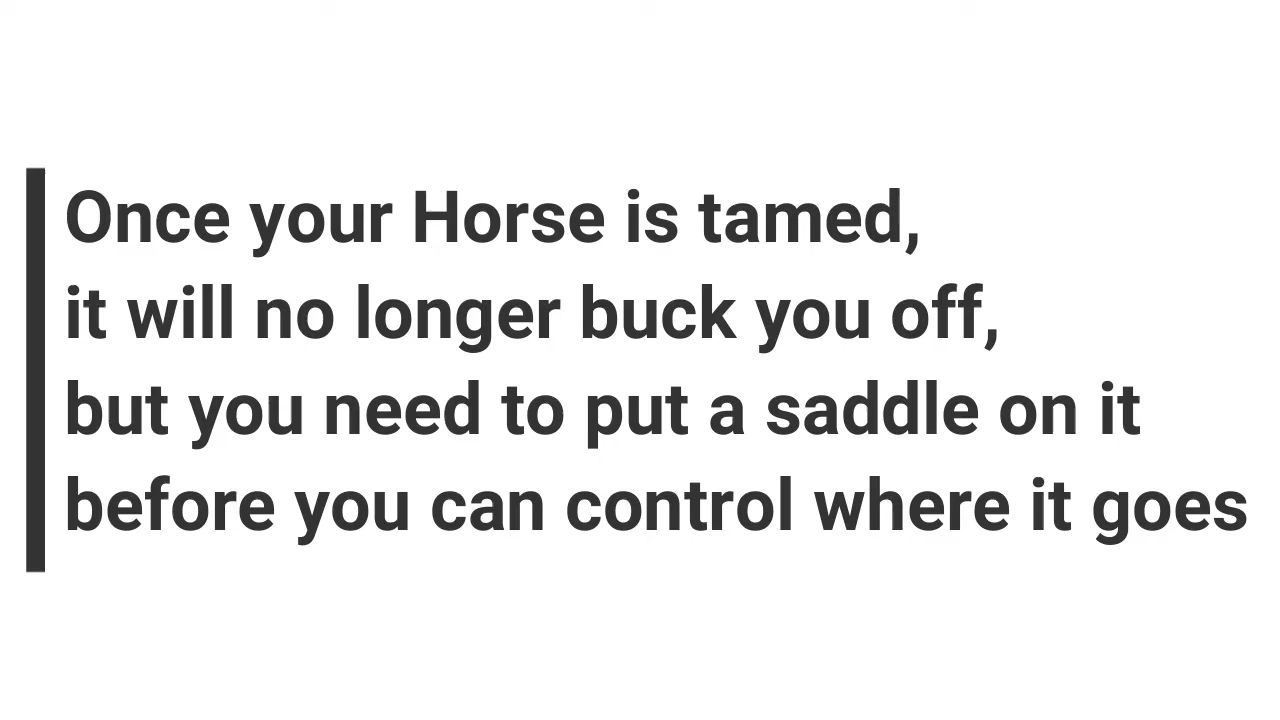 Once your Horse is tamed,
it will no longer buck you off,
but you need to put a saddle on it
before you can control where it goes